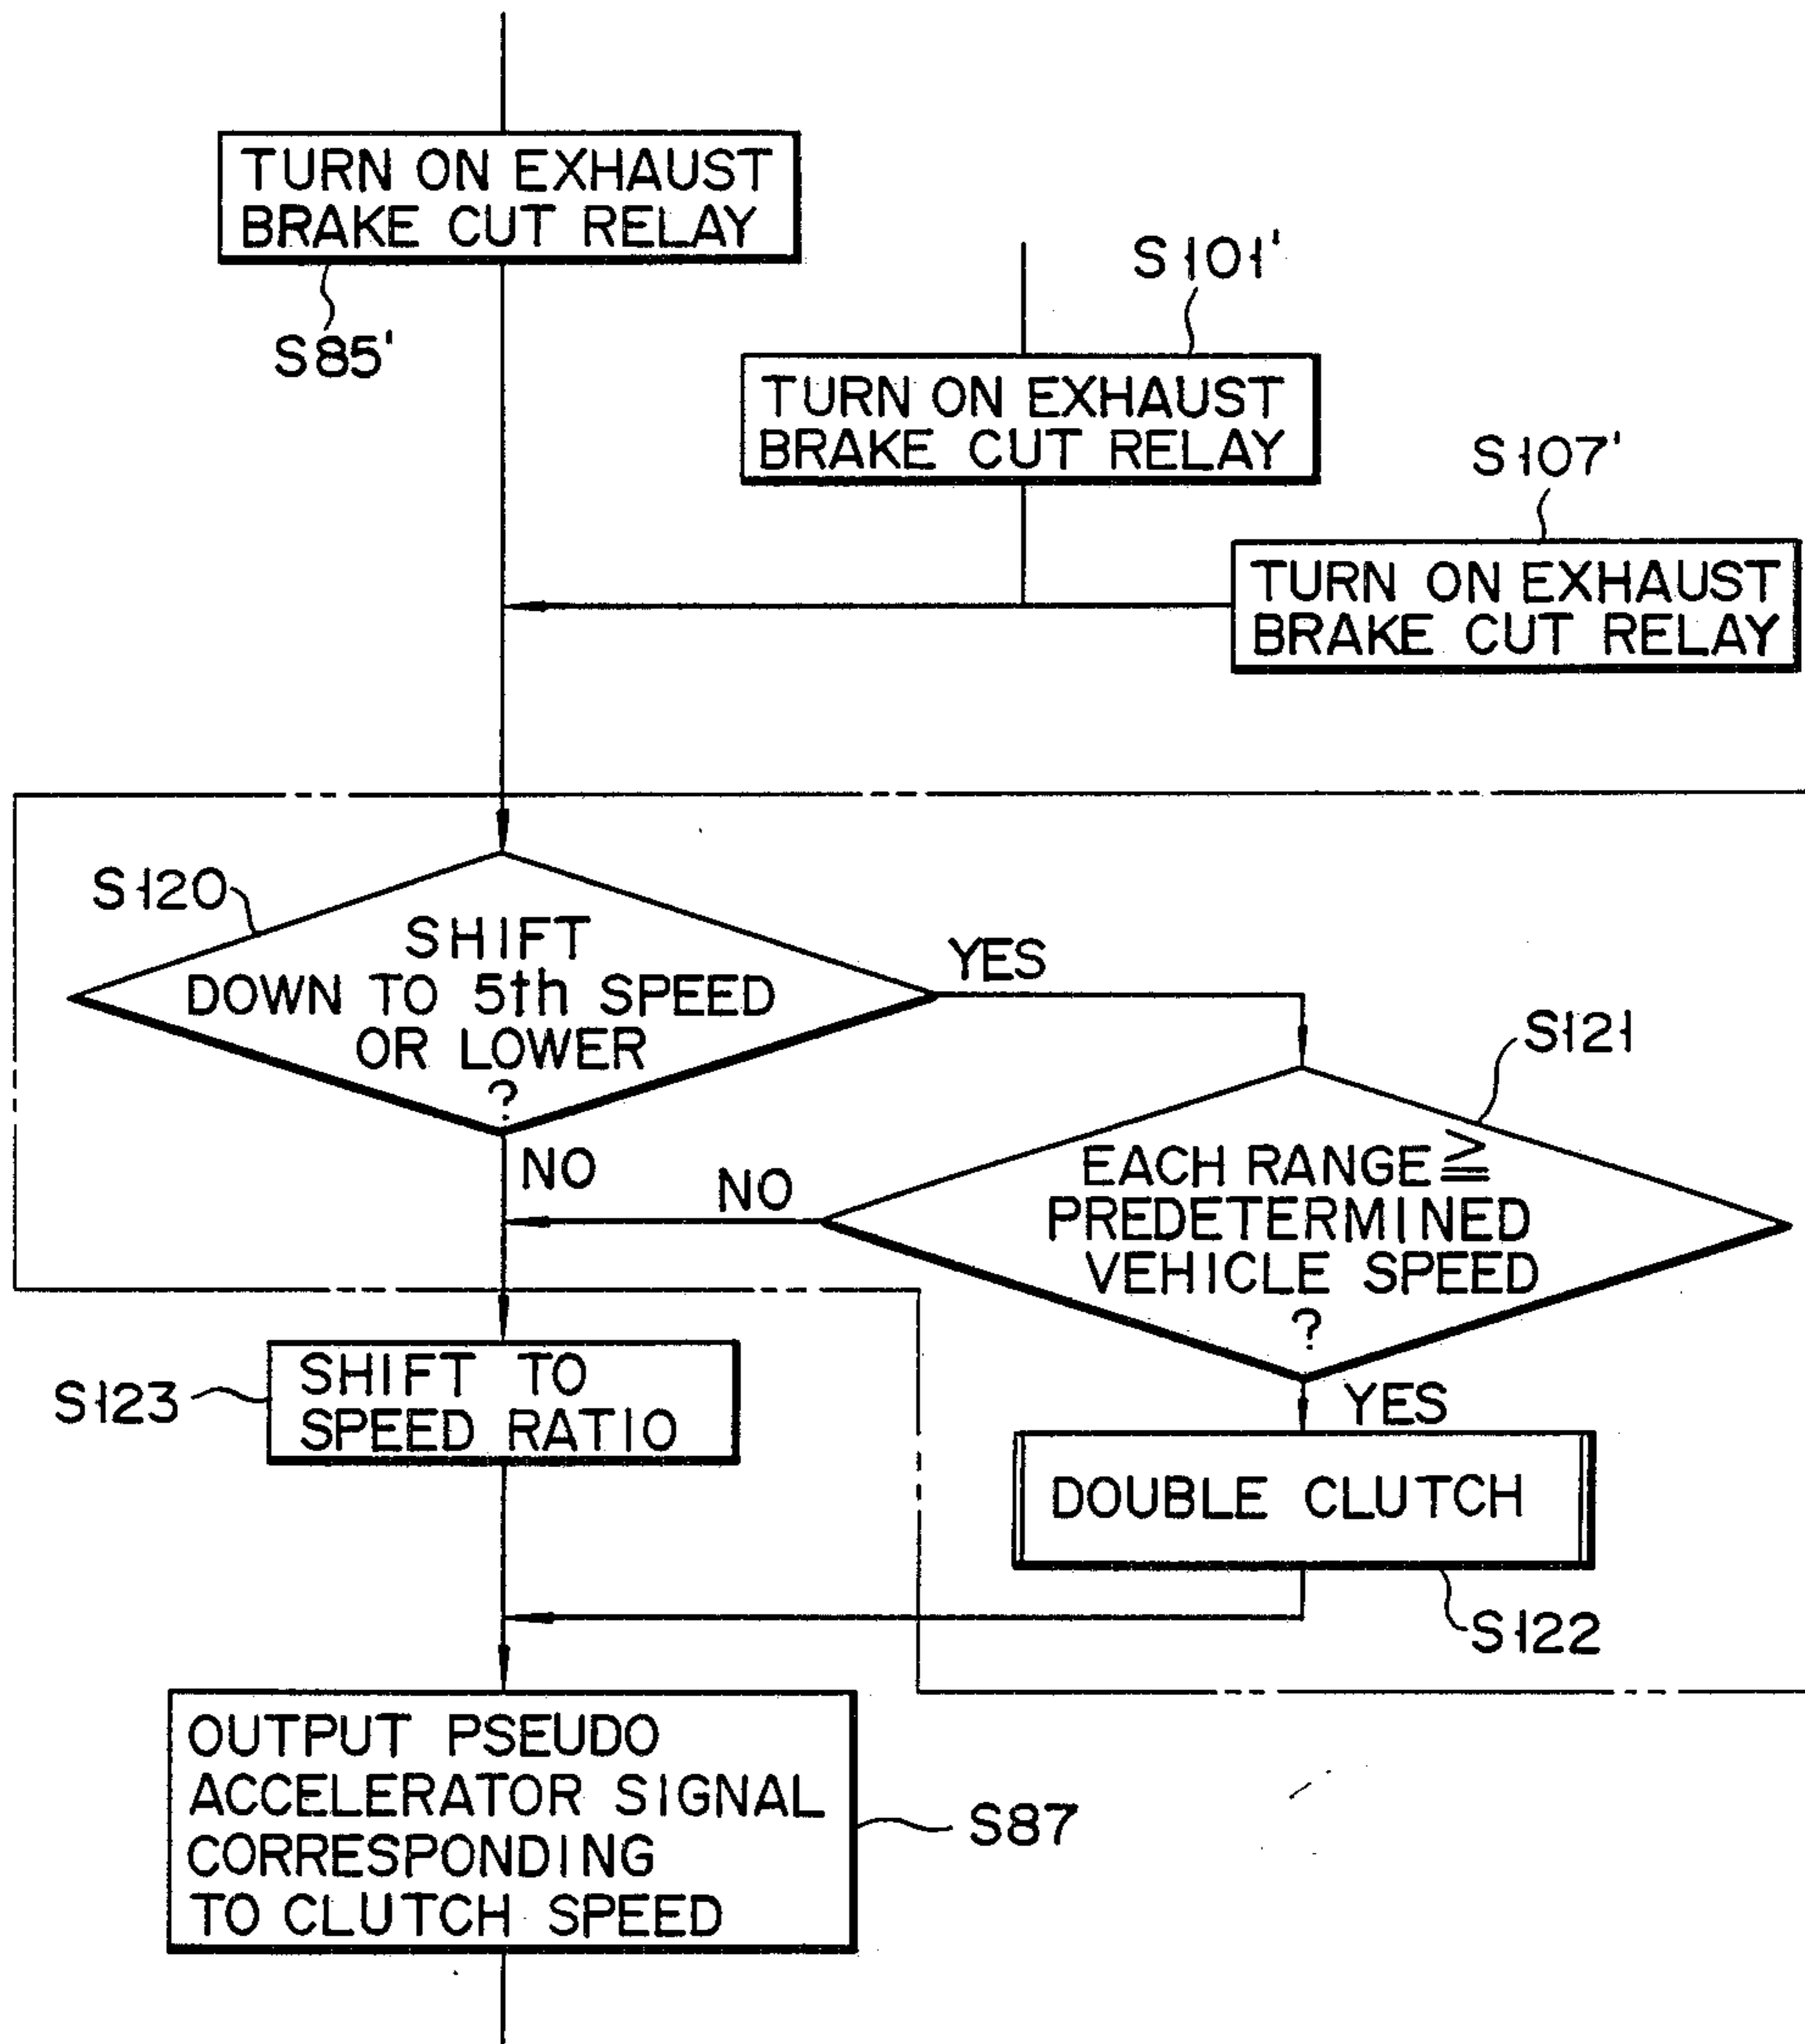 TURN ON EXHAUST
BRAKE CUT RELAY
S85'
S101'
TURN ON EXHAUST
BRAKE CUT RELAY
S107'
TURN ON EXHAUST
BRAKE CUT RELAY
S120
SHIFT
DOWN TO 5th SPEED
OR LOWER
?
YES
NO
S121
EACH RANGE ≧
PREDETERMINED
VEHICLE SPEED
?
NO
YES
S123
SHIFT TO
SPEED RATIO
DOUBLE CLUTCH
S122
OUTPUT PSEUDO
ACCELERATOR SIGNAL
CORRESPONDING
TO CLUTCH SPEED
S87